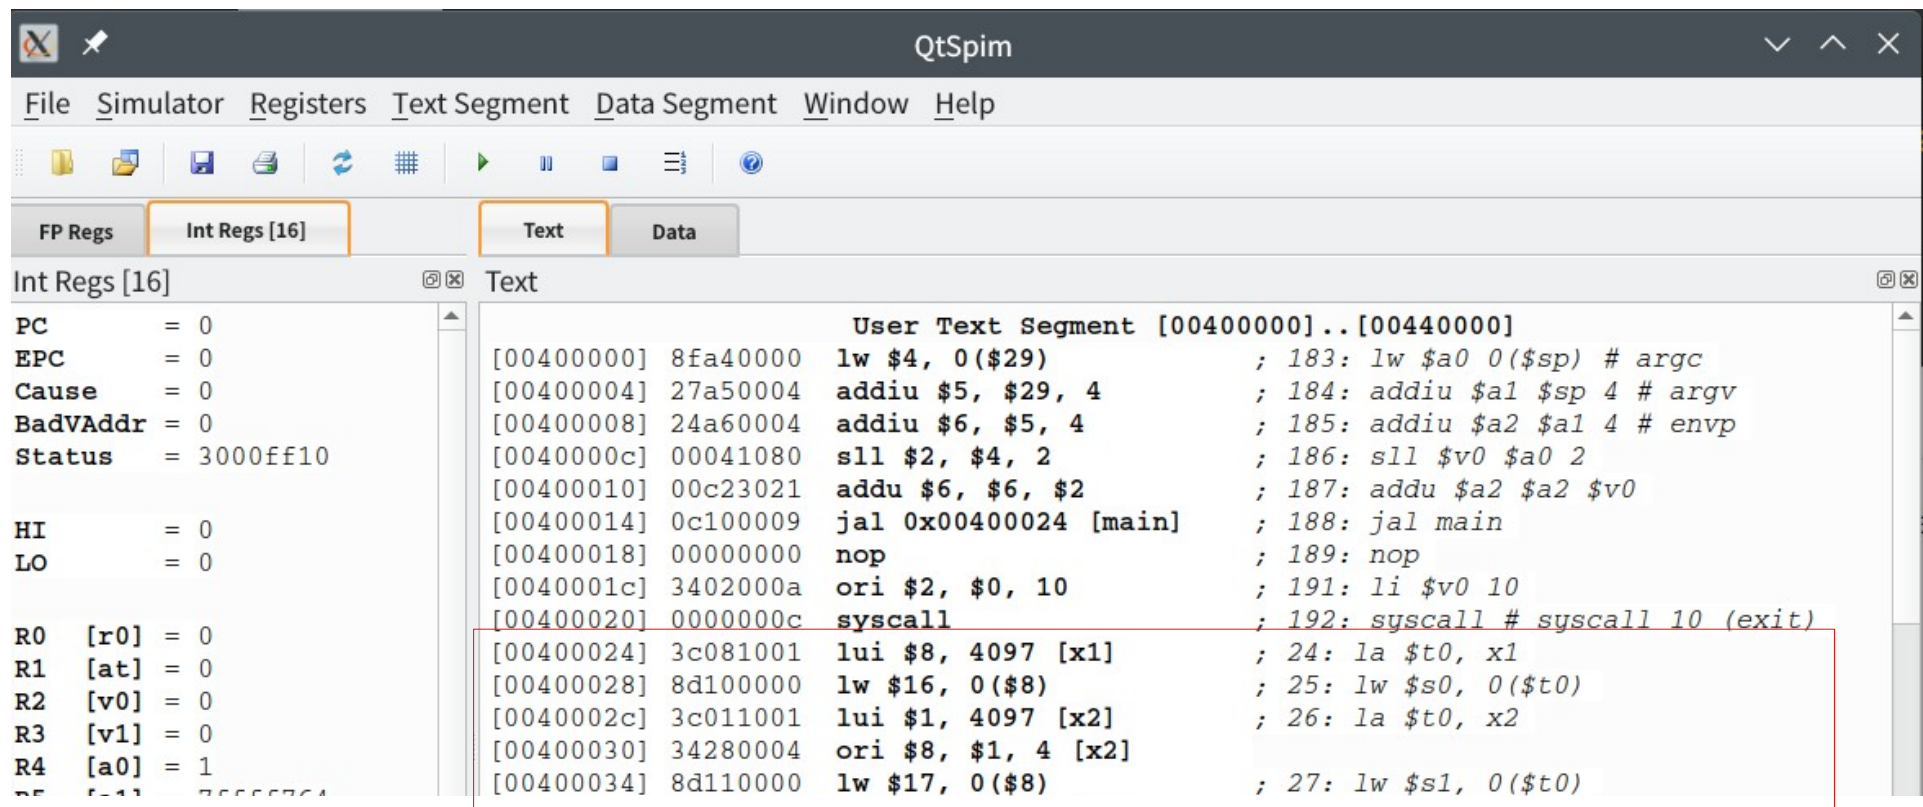 QtSpim
File Simulator Registers Text Segment Data Segment Window Help
FP Regs Int Regs [16] Text Data
Int Regs [16]
PC = 0
EPC = 0
Cause = 0
BadVAddr = 0
Status = 3000ff10
HI = 0
LO = 0
R0 [r0] = 0
R1 [at] = 0
R2 [v0] = 0
R3 [v1] = 0
R4 [a0] = 1
Text
User Text Segment [00400000]..[00440000]
[00400000] 8fa40000 lw $4, 0($29) ; 183: lw $a0 0($sp) # argc
[00400004] 27a50004 addiu $5, $29, 4 ; 184: addiu $a1 $sp 4 # argv
[00400008] 24a60004 addiu $6, $5, 4 ; 185: addiu $a2 $a1 4 # envp
[0040000c] 00041080 sll $2, $4, 2 ; 186: sll $v0 $a0 2
[00400010] 00c23021 addu $6, $6, $2 ; 187: addu $a2 $a2 $v0
[00400014] 0c100009 jal 0x00400024 [main] ; 188: jal main
[00400018] 00000000 nop ; 189: nop
[0040001c] 3402000a ori $2, $0, 10 ; 191: li $v0 10
[00400020] 0000000c syscall ; 192: syscall # syscall 10 (exit)
[00400024] 3c081001 lui $8, 4097 [x1] ; 24: la $t0, x1
[00400028] 8d100000 lw $16, 0($8) ; 25: lw $s0, 0($t0)
[0040002c] 3c011001 lui $1, 4097 [x2] ; 26: la $t0, x2
[00400030] 34280004 ori $8, $1, 4 [x2]
[00400034] 8d110000 lw $17, 0($8) ; 27: lw $s1, 0($t0)